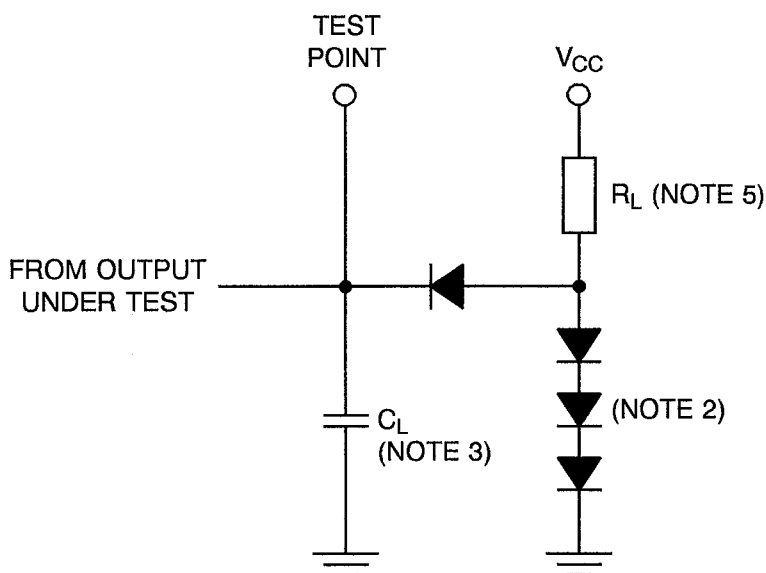 TEST
POINT
VCC
RL (NOTE 5)
FROM OUTPUT
UNDER TEST
CL
(NOTE 3)
(NOTE 2)